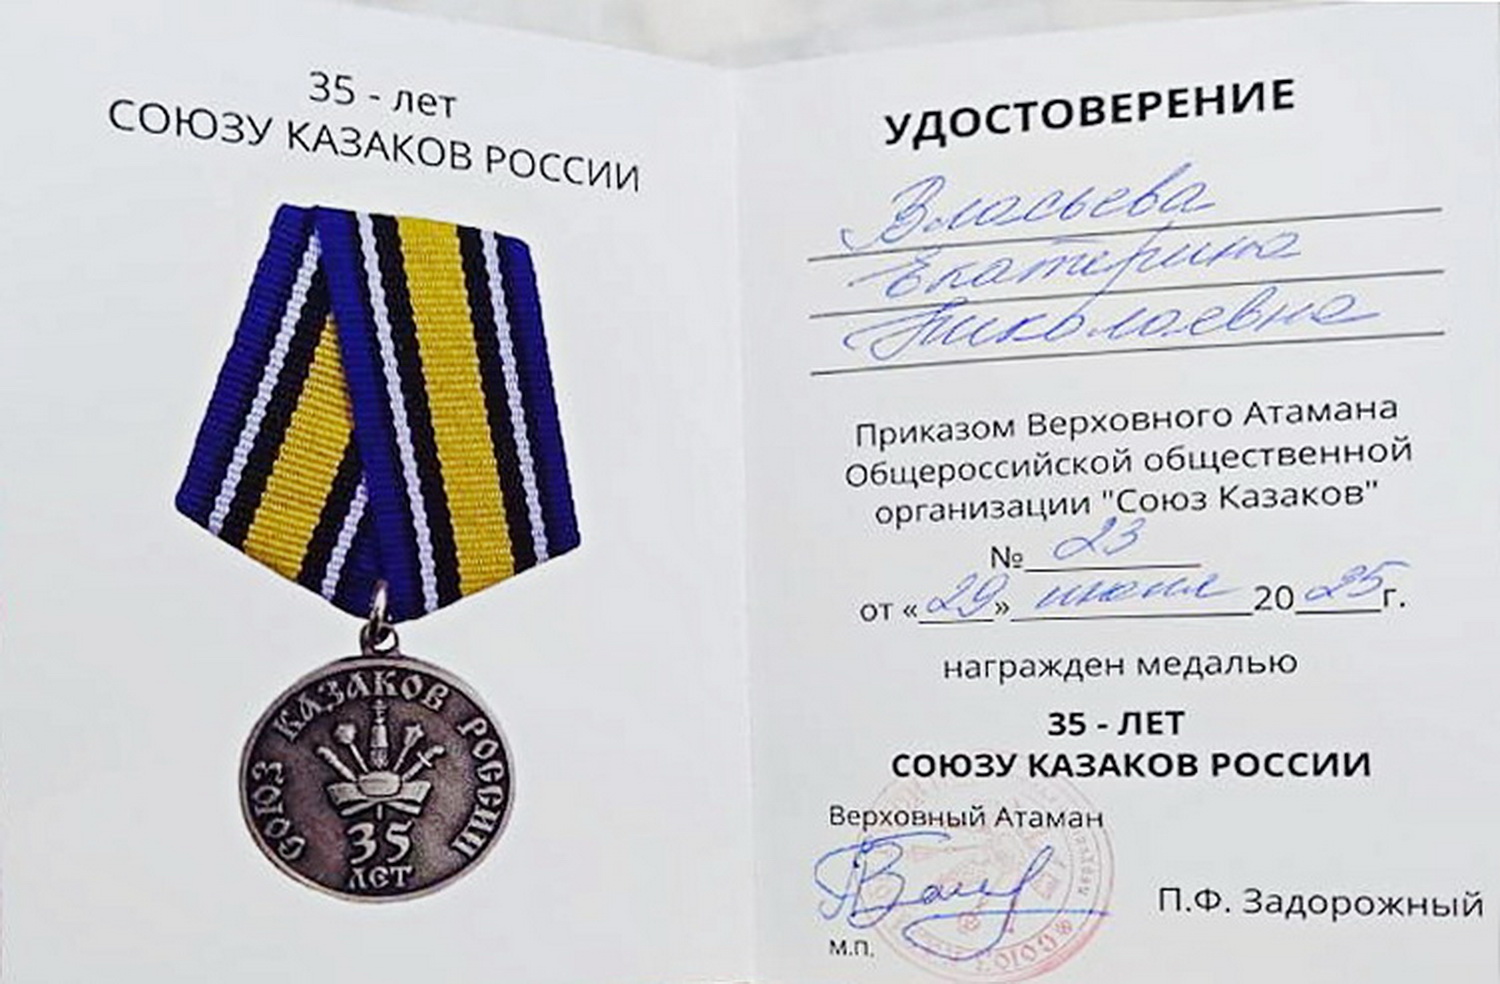 35 - лет
СОЮЗУ КАЗАКОВ РОССИИ
СОЮЗ КАЗАКОВ РОССИИ
35
ЛЕТ
УДОСТОВЕРЕНИЕ
Власьева
Екатерина
Николаевна
Приказом Верховного Атамана
Общероссийской общественной
организации "Союз Казаков"
№ 23
от «29» июня 2025г.
награжден медалью
35 - ЛЕТ
СОЮЗУ КАЗАКОВ РОССИИ
Верховный Атаман
П.Ф. Задорожный
М.П.